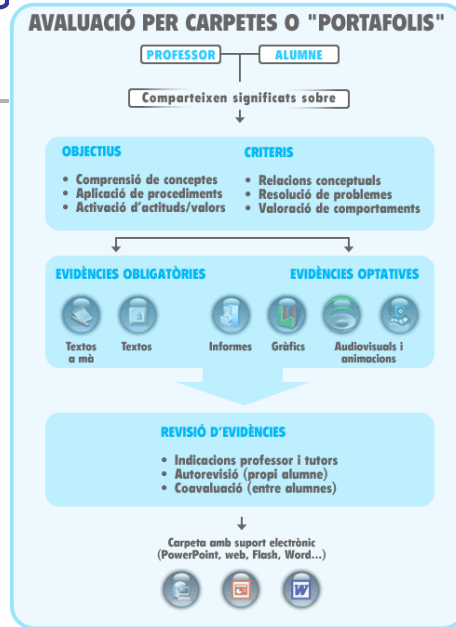 AVALUACIÓ PER CARPETES O "PORTAFOLIS"
PROFESSOR
ALUMNE
Comparteixen significats sobre
OBJECTIUS
• Comprensió de conceptes
• Aplicació de procediments
• Activació d'actituds/valors
CRITERIS
• Relacions conceptuals
• Resolució de problemes
• Valoració de comportaments
EVIDÈNCIES OBLIGATÒRIES
EVIDÈNCIES OPTATIVES
Textos
a mà
Textos
Informes
Gràfics
Audiovisuals i
animacions
REVISIÓ D'EVIDÈNCIES
• Indicacions professor i tutors
• Autorevisió (propi alumne)
• Coavaluació (entre alumnes)
Carpeta amb suport electrònic
(PowerPoint, web, Flash, Word...)
W